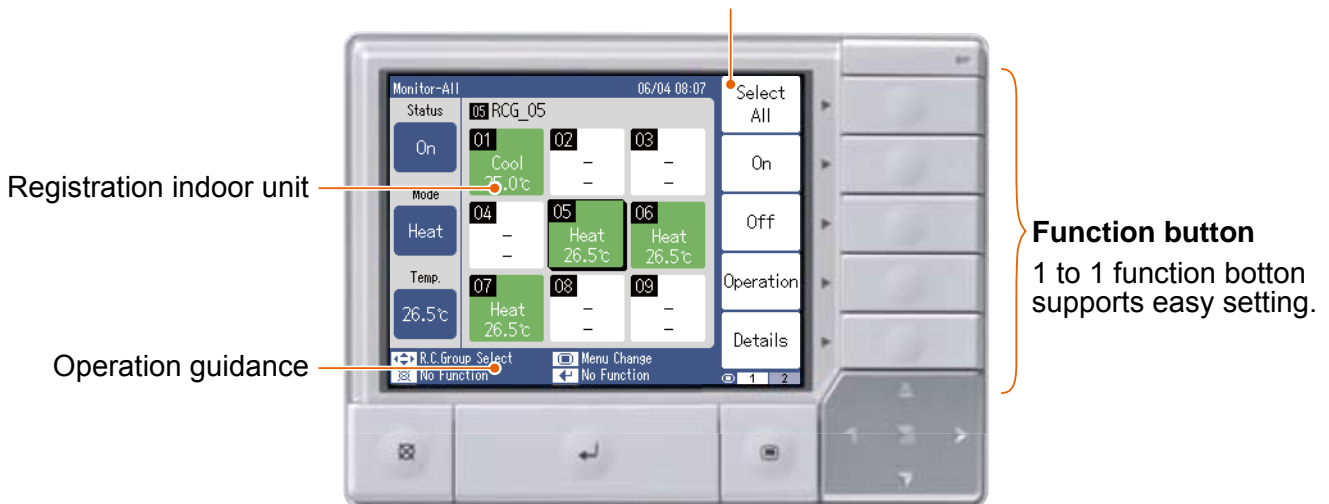 Monitor-All 06/04 08:07
Status
On
Mode
Heat
Temp.
26.5℃
05 RCG_05
01
Cool
25.0℃
02
–
–
03
–
–
04
–
–
05
Heat
26.5℃
06
Heat
26.5℃
07
Heat
26.5℃
08
–
–
09
–
–
R.C.Group Select
Menu Change
No Function
No Function
Select
All
On
Off
Operation
Details
1 2
Registration indoor unit
Operation guidance
Function button
1 to 1 function botton
supports easy setting.